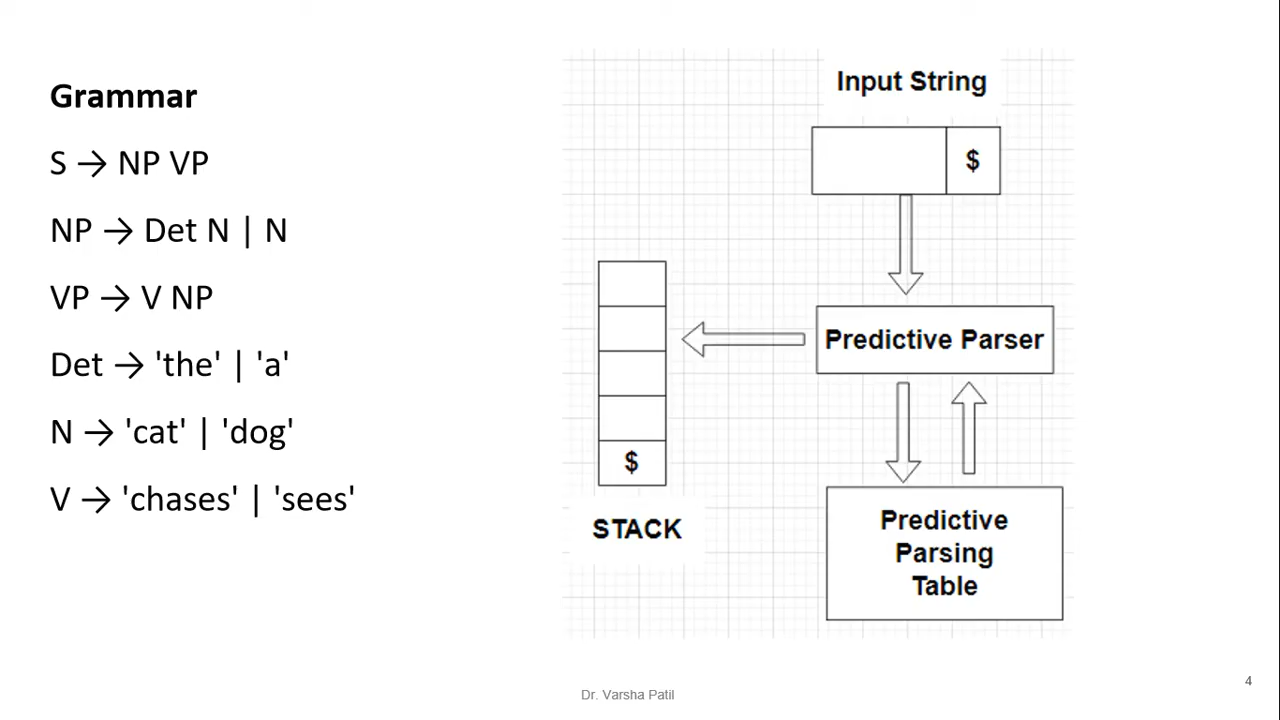 Grammar
S → NP VP
NP → Det N | N
VP → V NP
Det → 'the' | 'a'
N → 'cat' | 'dog'
V → 'chases' | 'sees'
Input String
$
Predictive Parser
$
STACK
Predictive
Parsing
Table
Dr. Varsha Patil
4